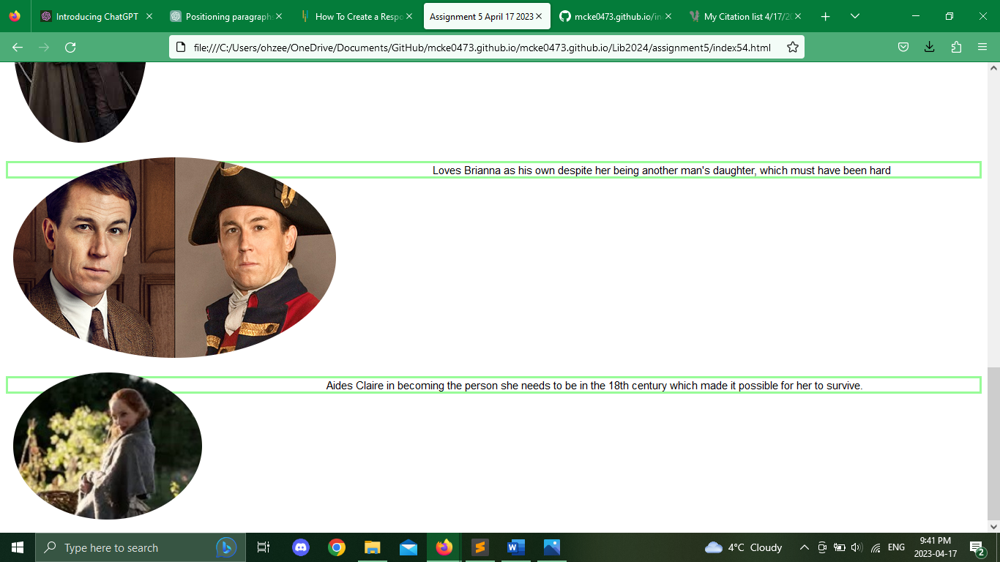 Introducing ChatGPT
Positioning paragraphs
How To Create a Respo
Assignment 5 April 17 2023
mcke0473.github.io/in
My Citation list 4/17/20
file:///C:/Users/ohzee/OneDrive/Documents/GitHub/mcke0473.github.io/mcke0473.github.io/Lib2024/assignment5/index54.html
Loves Brianna as his own despite her being another man's daughter, which must have been hard
Aides Claire in becoming the person she needs to be in the 18th century which made it possible for her to survive.
Type here to search
4°C Cloudy
ENG
9:41 PM
2023-04-17
2